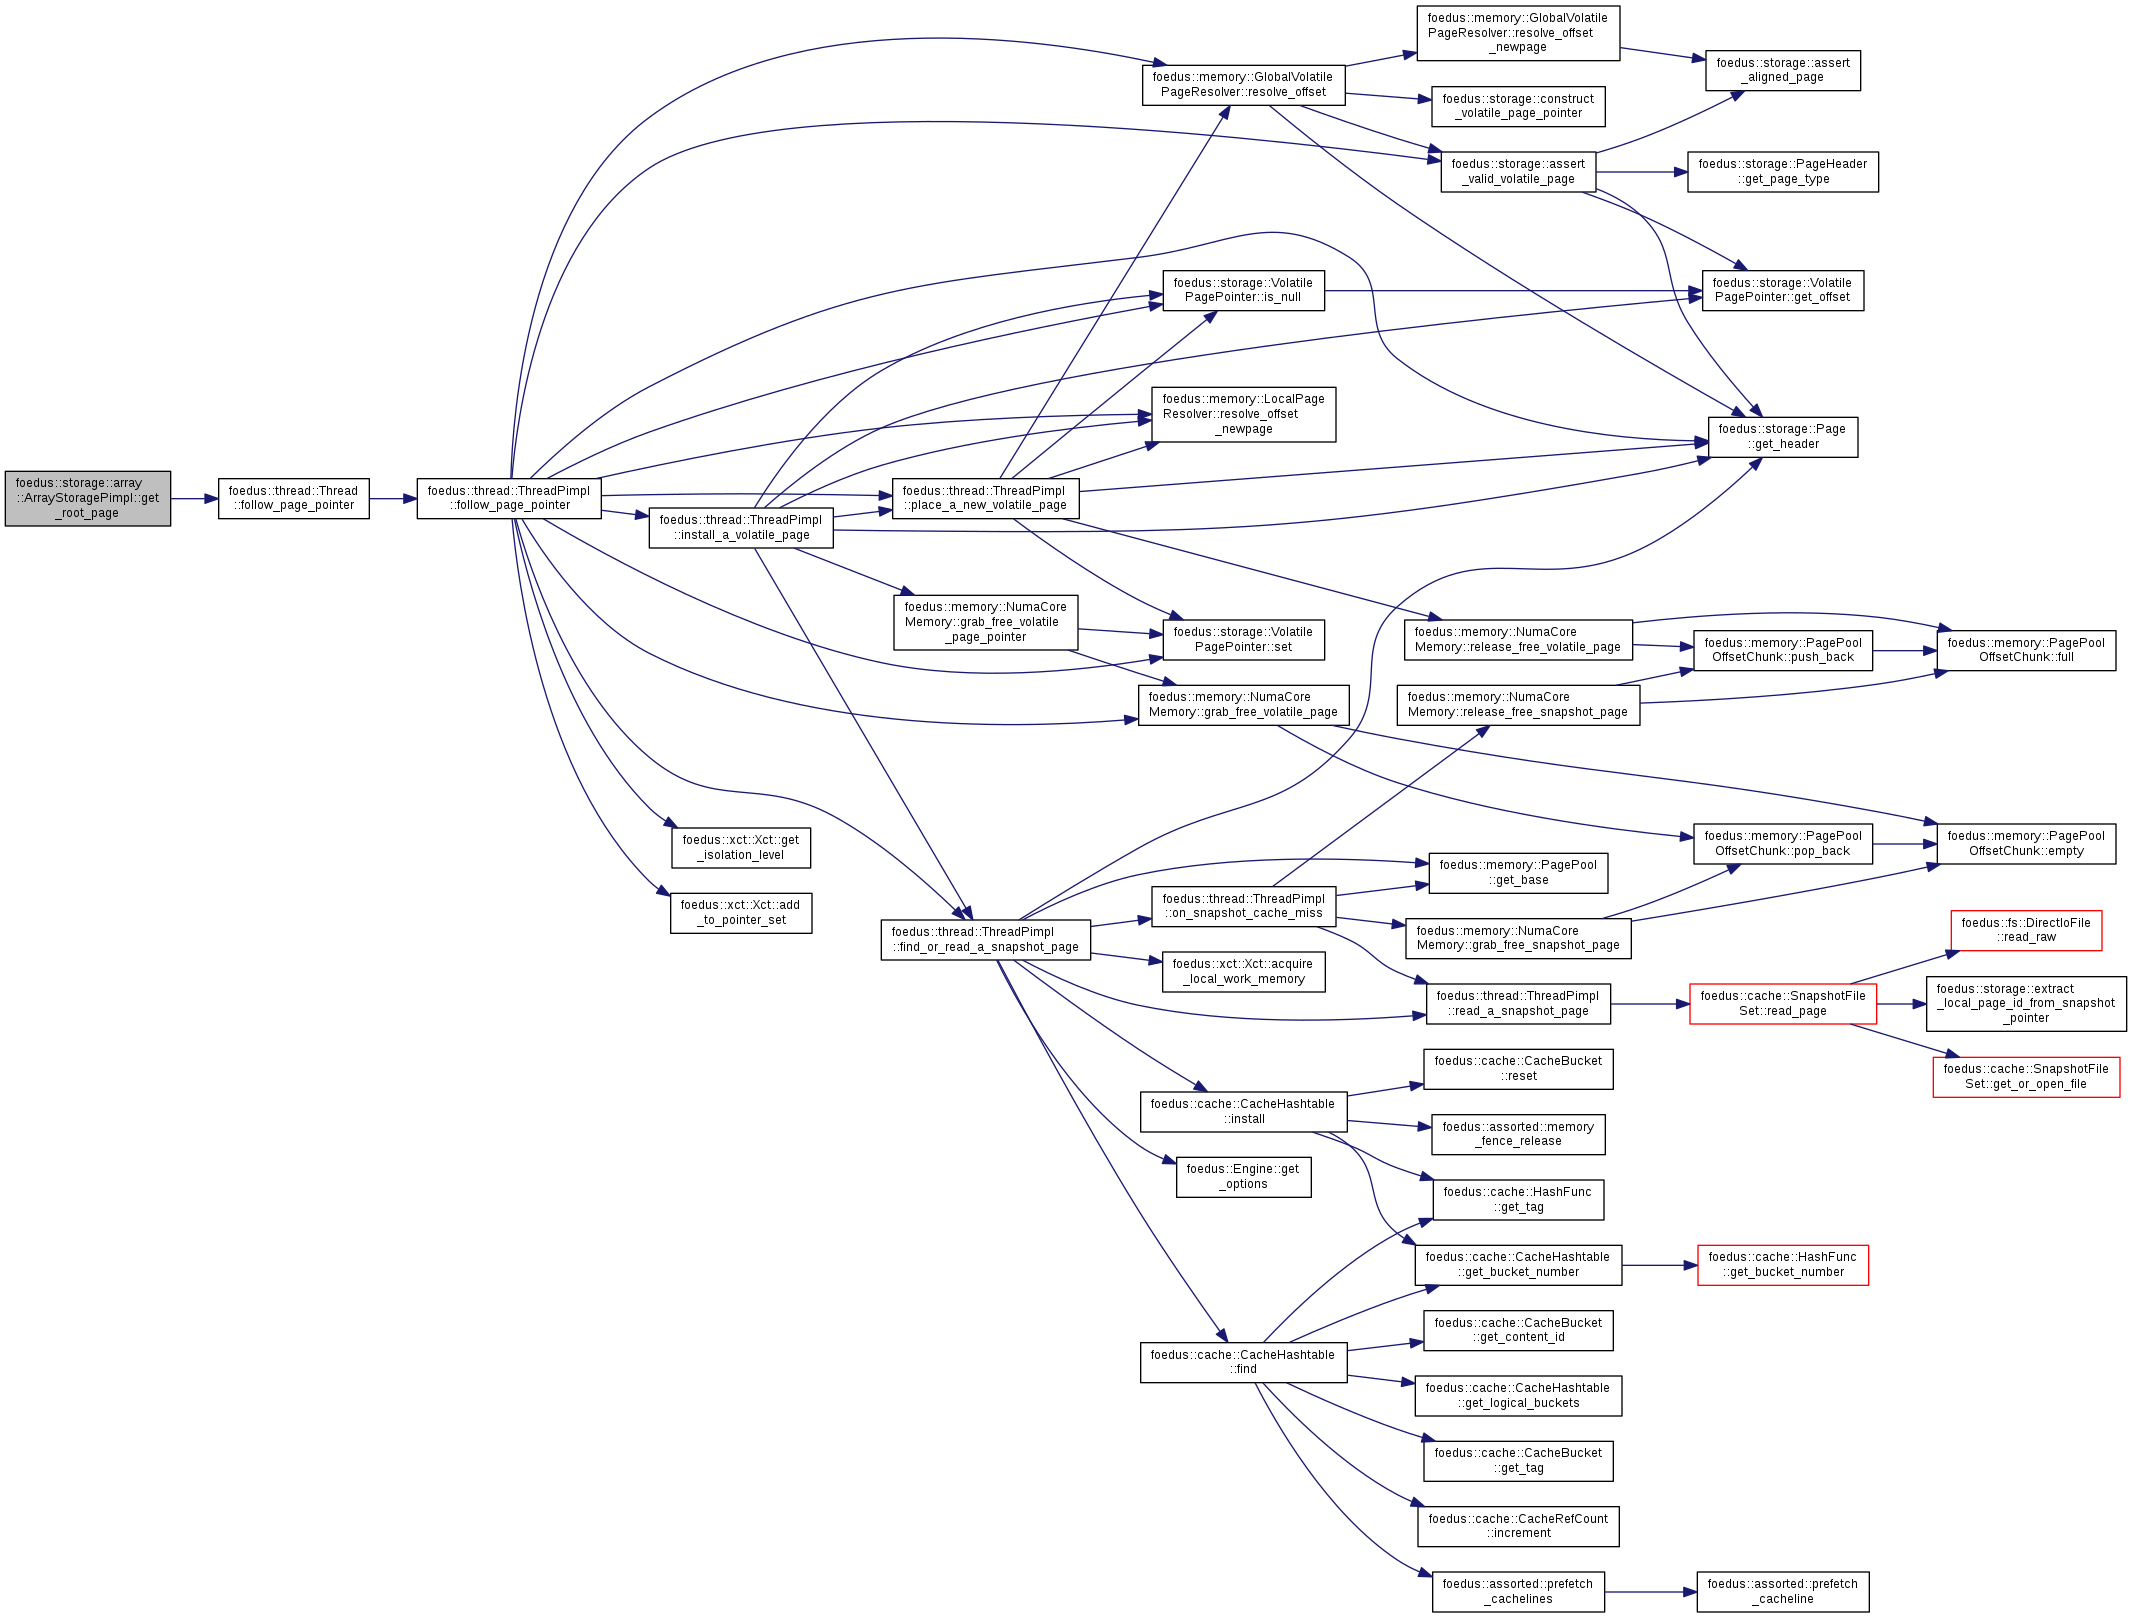 foedus::storage::array
::ArrayStoragePimpl::get
_root_page
foedus::thread::Thread
::follow_page_pointer
foedus::thread::ThreadPimpl
::follow_page_pointer
foedus::thread::ThreadPimpl
::install_a_volatile_page
foedus::xct::Xct::get
_isolation_level
foedus::xct::Xct::add
_to_pointer_set
foedus::thread::ThreadPimpl
::place_a_new_volatile_page
foedus::memory::NumaCore
Memory::grab_free_volatile
_page_pointer
foedus::thread::ThreadPimpl
::find_or_read_a_snapshot_page
foedus::memory::GlobalVolatile
PageResolver::resolve_offset
foedus::storage::Volatile
PagePointer::is_null
foedus::memory::LocalPage
Resolver::resolve_offset
_newpage
foedus::storage::Volatile
PagePointer::set
foedus::memory::NumaCore
Memory::grab_free_volatile_page
foedus::thread::ThreadPimpl
::on_snapshot_cache_miss
foedus::xct::Xct::acquire
_local_work_memory
foedus::cache::CacheHashtable
::install
foedus::Engine::get
_options
foedus::cache::CacheHashtable
::find
foedus::memory::GlobalVolatile
PageResolver::resolve_offset
_newpage
foedus::storage::construct
_volatile_page_pointer
foedus::storage::assert
_valid_volatile_page
foedus::memory::NumaCore
Memory::release_free_volatile_page
foedus::memory::NumaCore
Memory::release_free_snapshot_page
foedus::memory::PagePool
::get_base
foedus::memory::NumaCore
Memory::grab_free_snapshot_page
foedus::thread::ThreadPimpl
::read_a_snapshot_page
foedus::cache::CacheBucket
::reset
foedus::assorted::memory
_fence_release
foedus::cache::HashFunc
::get_tag
foedus::cache::CacheHashtable
::get_bucket_number
foedus::cache::CacheBucket
::get_content_id
foedus::cache::CacheHashtable
::get_logical_buckets
foedus::cache::CacheBucket
::get_tag
foedus::cache::CacheRefCount
::increment
foedus::assorted::prefetch
_cachelines
foedus::storage::assert
_aligned_page
foedus::storage::PageHeader
::get_page_type
foedus::storage::Volatile
PagePointer::get_offset
foedus::storage::Page
::get_header
foedus::memory::PagePool
OffsetChunk::push_back
foedus::memory::PagePool
OffsetChunk::pop_back
foedus::cache::SnapshotFile
Set::read_page
foedus::cache::HashFunc
::get_bucket_number
foedus::assorted::prefetch
_cacheline
foedus::memory::PagePool
OffsetChunk::full
foedus::memory::PagePool
OffsetChunk::empty
foedus::fs::DirectIoFile
::read_raw
foedus::storage::extract
_local_page_id_from_snapshot
_pointer
foedus::cache::SnapshotFile
Set::get_or_open_file